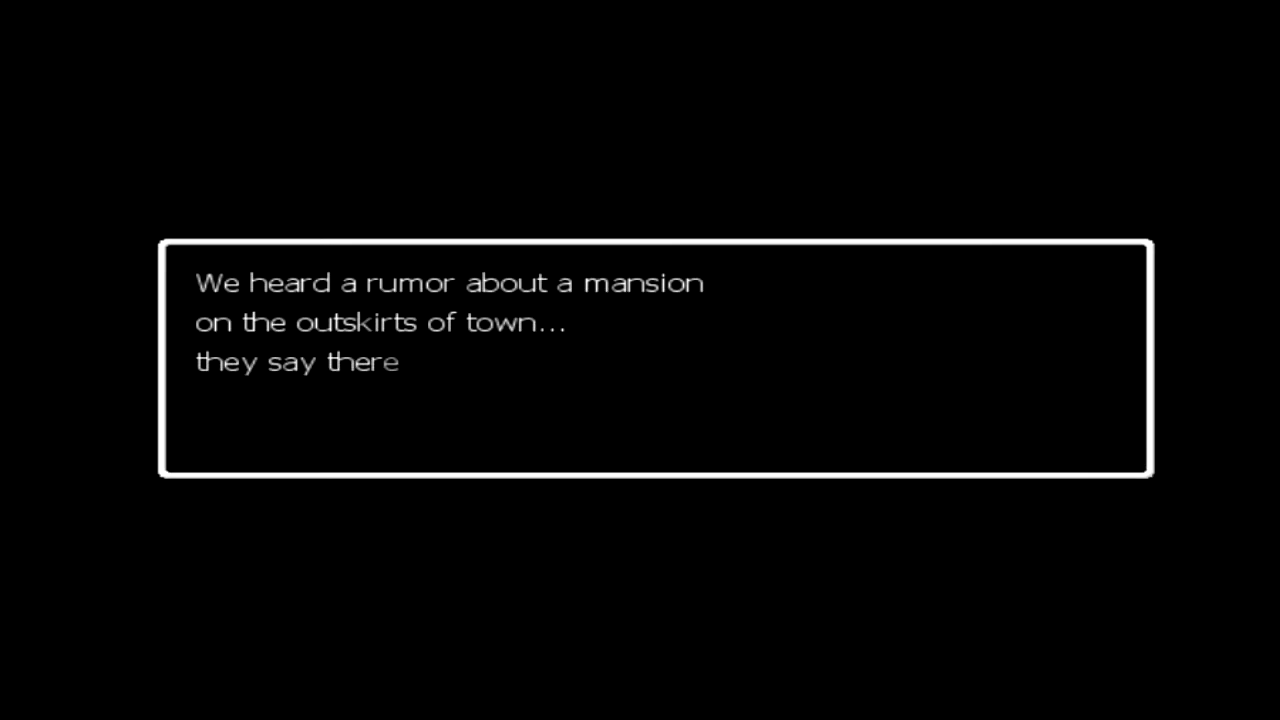 We heard a rumor about a mansion
on the outskirts of town...
they say there